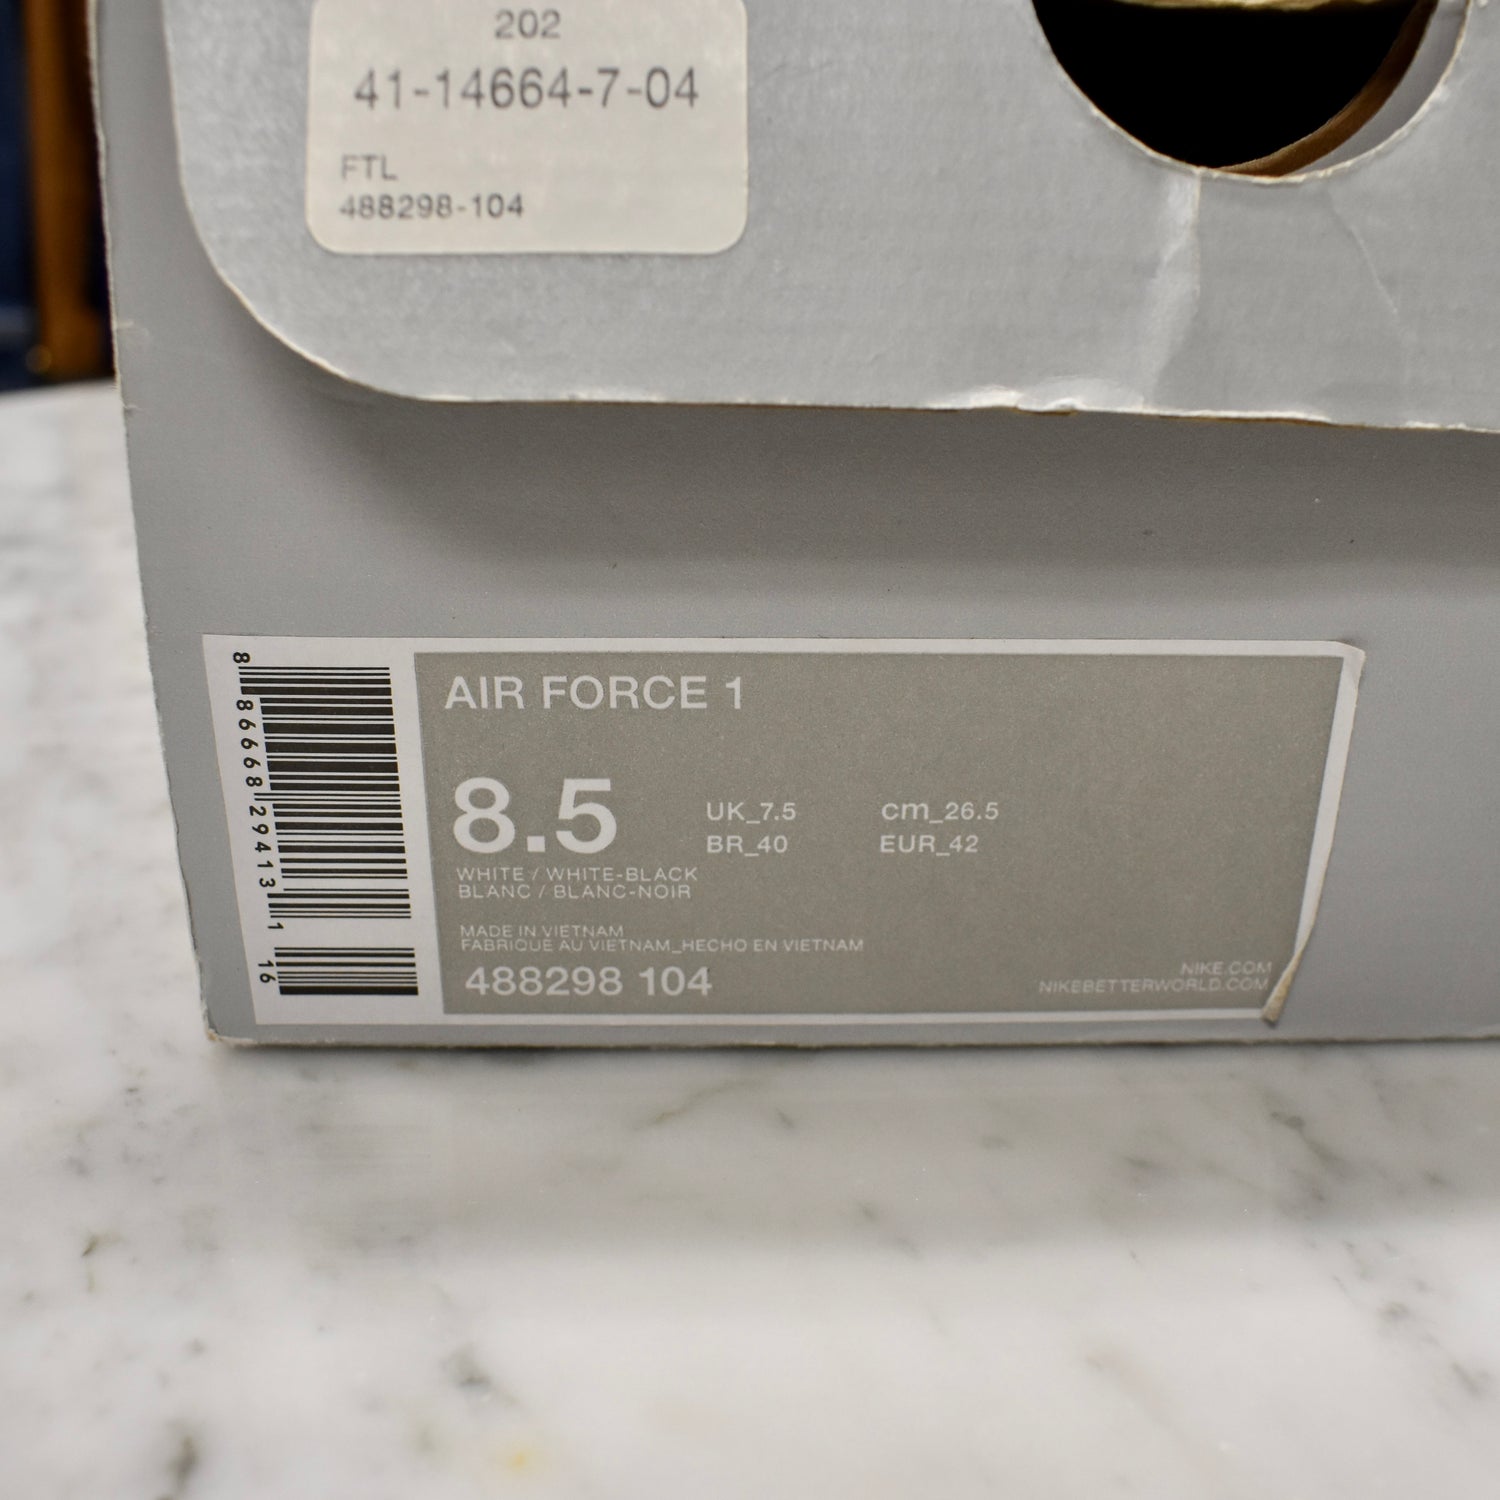 202
41-14664-7-04
FTL
488298-104
8 86668 29413 1 16
AIR FORCE 1
8.5
UK_7.5 cm_26.5
BR_40 EUR_42
WHITE / WHITE-BLACK
BLANC / BLANC-NOIR
MADE IN VIETNAM
FABRIQUE AU VIETNAM_HECHO EN VIETNAM
488298 104
NIKE.COM
NIKEBETTERWORLD.COM